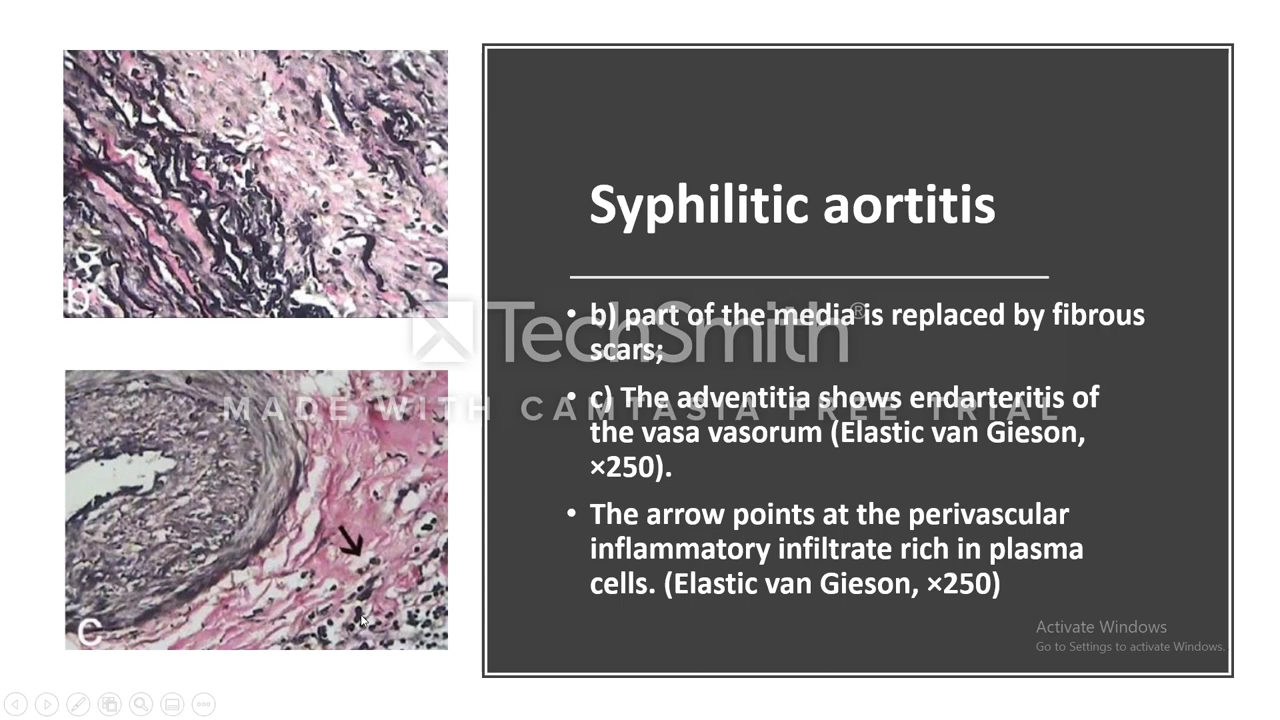 b
c
Syphilitic aortitis
• b) part of the media is replaced by fibrous
scars;
• c) The adventitia shows endarteritis of
the vasa vasorum (Elastic van Gieson,
×250).
• The arrow points at the perivascular
inflammatory infiltrate rich in plasma
cells. (Elastic van Gieson, ×250)
TechSmith®
MADE WITH CAMTASIA FREE TRIAL
Activate Windows
Go to Settings to activate Windows.